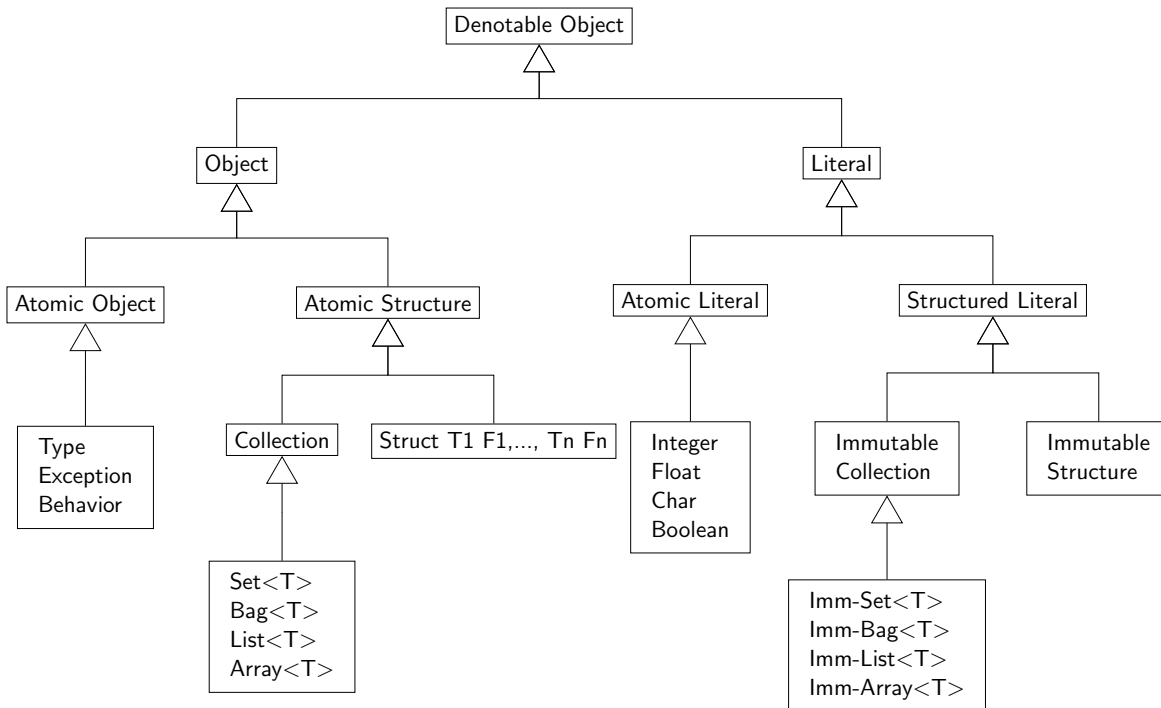 Denotable Object
Object
Literal
Atomic Object
Atomic Structure
Atomic Literal
Structured Literal
Type
Exception
Behavior
Collection
Struct T1 F1,..., Tn Fn
Integer
Float
Char
Boolean
Immutable
Collection
Immutable
Structure
Set<T>
Bag<T>
List<T>
Array<T>
Imm-Set<T>
Imm-Bag<T>
Imm-List<T>
Imm-Array<T>